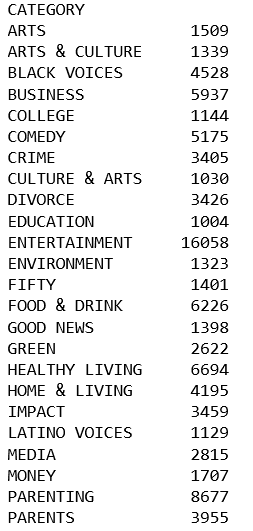 CATEGORY
ARTS 1509
ARTS & CULTURE 1339
BLACK VOICES 4528
BUSINESS 5937
COLLEGE 1144
COMEDY 5175
CRIME 3405
CULTURE & ARTS 1030
DIVORCE 3426
EDUCATION 1004
ENTERTAINMENT 16058
ENVIRONMENT 1323
FIFTY 1401
FOOD & DRINK 6226
GOOD NEWS 1398
GREEN 2622
HEALTHY LIVING 6694
HOME & LIVING 4195
IMPACT 3459
LATINO VOICES 1129
MEDIA 2815
MONEY 1707
PARENTING 8677
PARENTS 3955